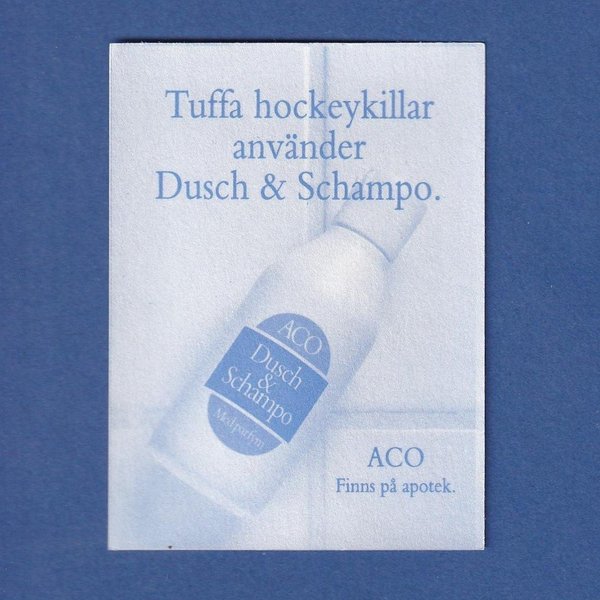 Tuffa hockeykillar
använder
Dusch & Schampo.
ACO
Dusch
&
Schampo
Med parfym
ACO
Finns på apotek.